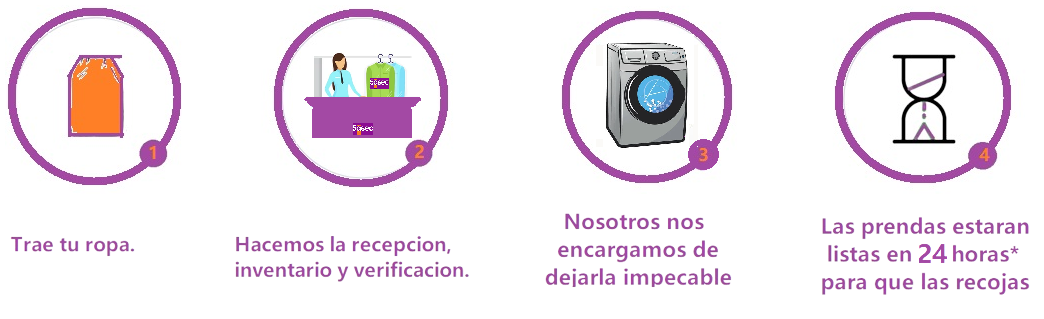 1
Trae tu ropa.
5àsec
5àsec
2
Hacemos la recepcion,
inventario y verificacion.
3
Nosotros nos
encargamos de
dejarla impecable
4
Las prendas estaran
listas en 24 horas*
para que las recojas